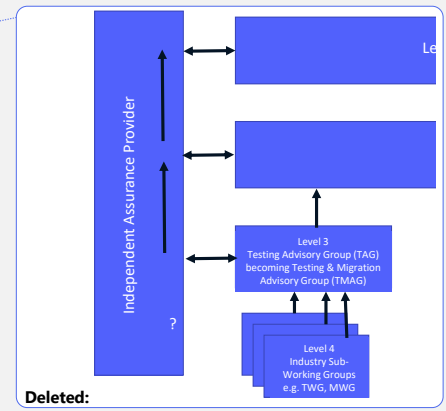 Le
Independent Assurance Provider
Level 3
Testing Advisory Group (TAG)
becoming Testing & Migration
Advisory Group (TMAG)
?
Level 4
Industry Sub-
Working Groups
e.g. TWG, MWG
Deleted: